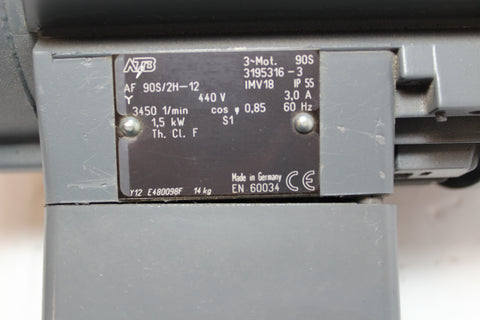 ATB 3~Mot. 90S
AF 90S/2H-12 3195316-3
IMV18 IP 55
Y 440 V 3,0 A
3450 1/min cos φ 0,85 60 Hz
1,5 kW S1
Th. Cl. F
Made in Germany
Y12 E480098F 14 kg EN 60034 CE